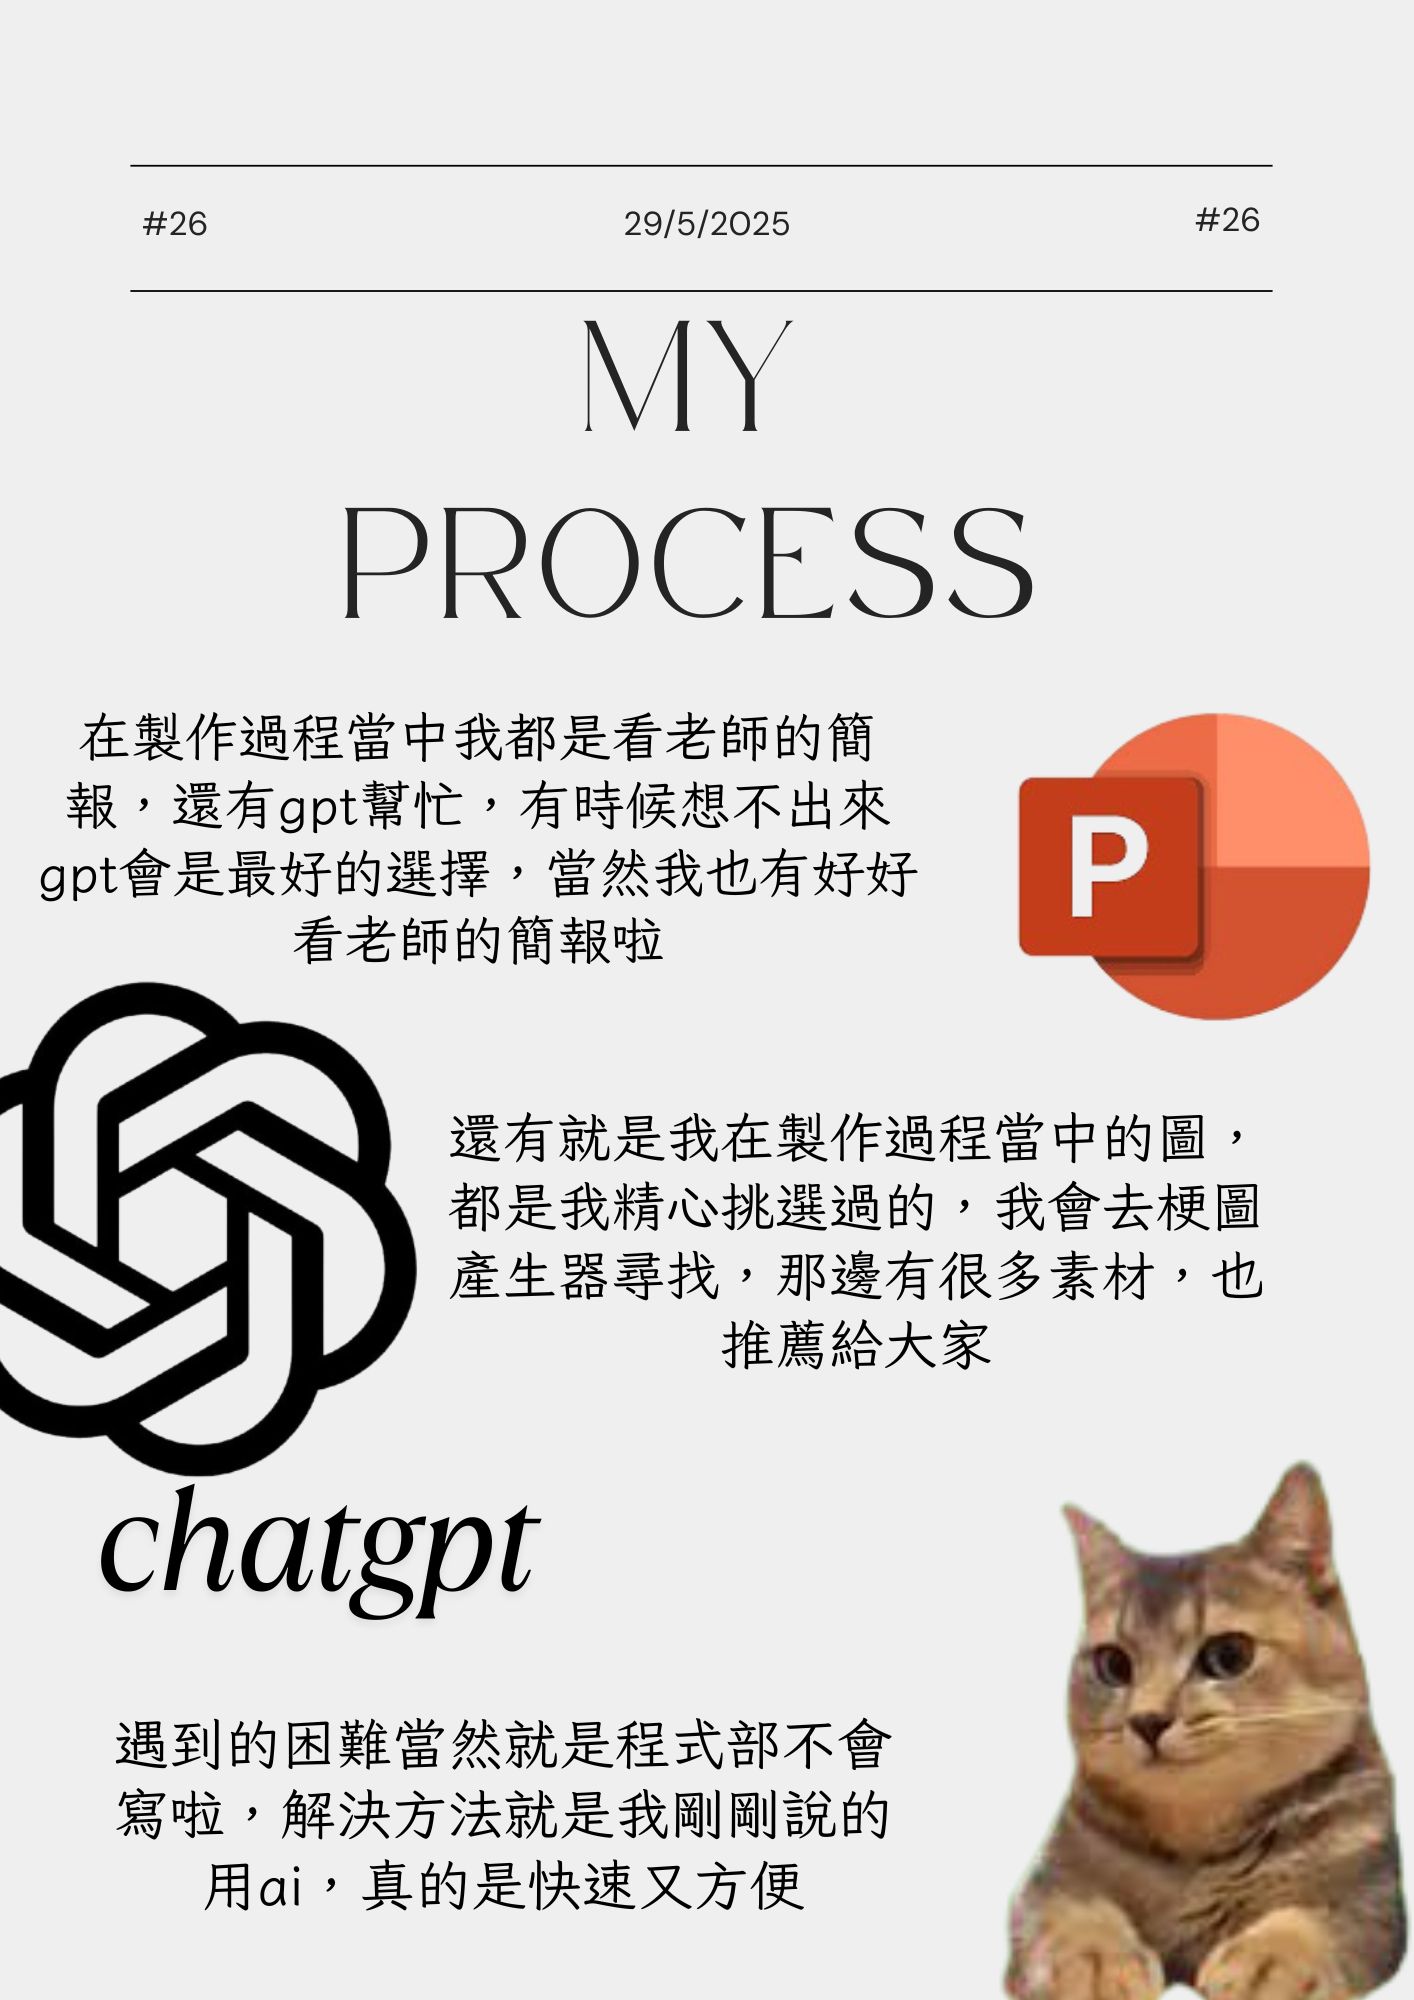 #26 29/5/2025 #26
MY
PROCESS
在製作過程當中我都是看老師的簡
報，還有gpt幫忙，有時候想不出來
gpt會是最好的選擇，當然我也有好好
看老師的簡報啦
P
還有就是我在製作過程當中的圖，
都是我精心挑選過的，我會去梗圖
產生器尋找，那邊有很多素材，也
推薦給大家
chatgpt
遇到的困難當然就是程式部不會
寫啦，解決方法就是我剛剛說的
用ai，真的是快速又方便